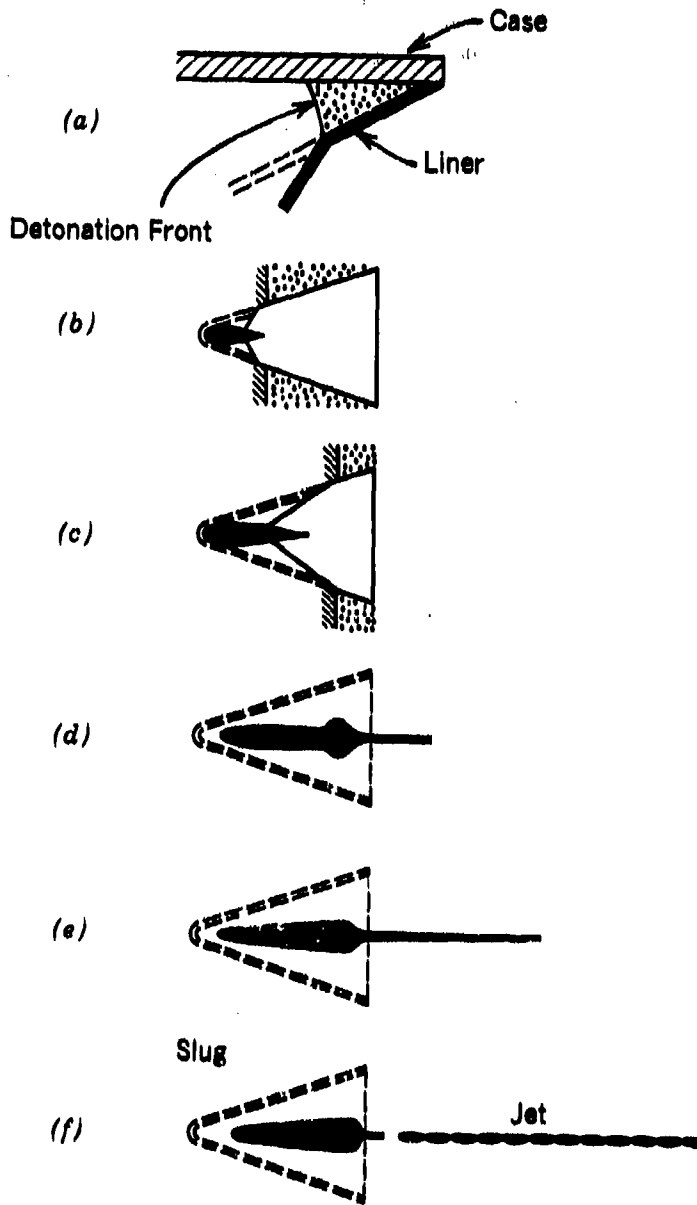 Case
(a)
Liner
Detonation Front
(b)
(c)
(d)
(e)
Slug
(f)
Jet